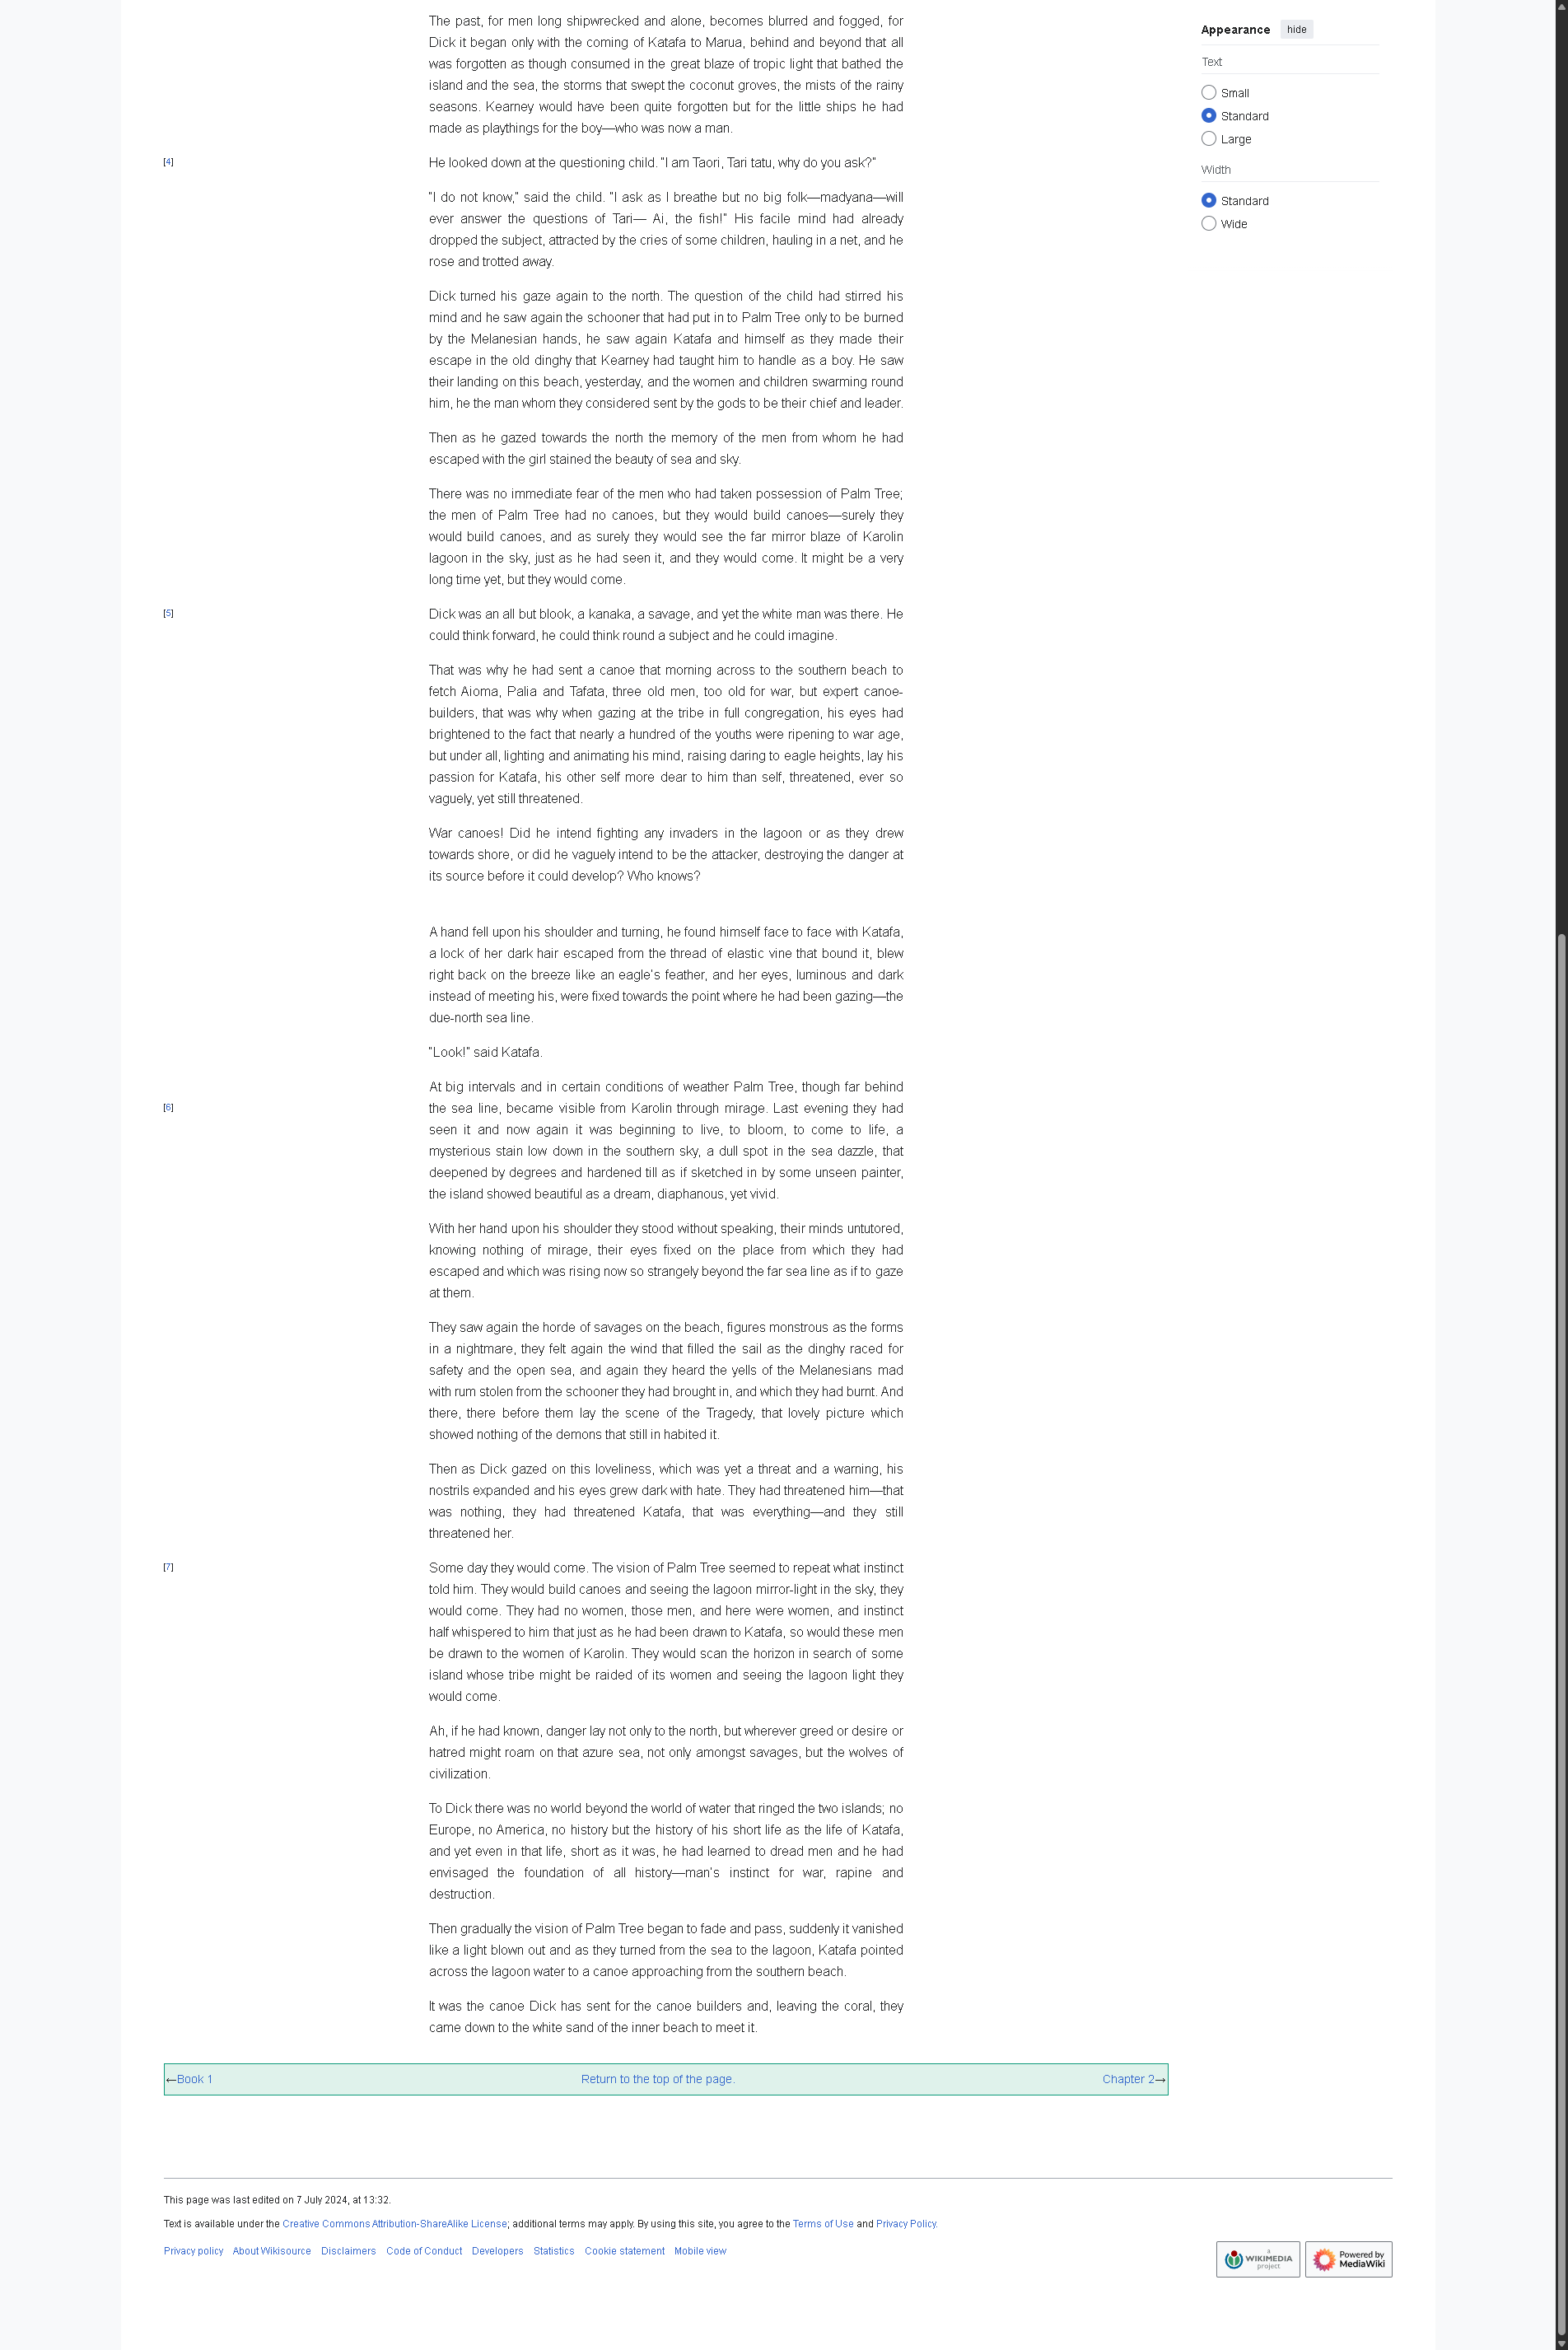 The past, for men long shipwrecked and alone, becomes blurred and fogged, for
Dick it began only with the coming of Katafa to Marua, behind and beyond that all
was forgotten as though consumed in the great blaze of tropic light that bathed the
island and the sea, the storms that swept the coconut groves, the mists of the rainy
seasons. Kearney would have been quite forgotten but for the little ships he had
made as playthings for the boy—who was now a man.
[4]
He looked down at the questioning child. "I am Taori, Tari tatu, why do you ask?"
"I do not know," said the child. "I ask as I breathe but no big folk—madyana—will
ever answer the questions of Tari— Ai, the fish!" His facile mind had already
dropped the subject, attracted by the cries of some children, hauling in a net, and he
rose and trotted away.
Dick turned his gaze again to the north. The question of the child had stirred his
mind and he saw again the schooner that had put in to Palm Tree only to be burned
by the Melanesian hands, he saw again Katafa and himself as they made their
escape in the old dinghy that Kearney had taught him to handle as a boy. He saw
their landing on this beach, yesterday, and the women and children swarming round
him, he the man whom they considered sent by the gods to be their chief and leader.
Then as he gazed towards the north the memory of the men from whom he had
escaped with the girl stained the beauty of sea and sky.
There was no immediate fear of the men who had taken possession of Palm Tree;
the men of Palm Tree had no canoes, but they would build canoes—surely they
would build canoes, and as surely they would see the far mirror blaze of Karolin
lagoon in the sky, just as he had seen it, and they would come. It might be a very
long time yet, but they would come.
[5]
Dick was an all but blook, a kanaka, a savage, and yet the white man was there. He
could think forward, he could think round a subject and he could imagine.
That was why he had sent a canoe that morning across to the southern beach to
fetch Aioma, Palia and Tafata, three old men, too old for war, but expert canoe-
builders, that was why when gazing at the tribe in full congregation, his eyes had
brightened to the fact that nearly a hundred of the youths were ripening to war age,
but under all, lighting and animating his mind, raising daring to eagle heights, lay his
passion for Katafa, his other self more dear to him than self, threatened, ever so
vaguely, yet still threatened.
War canoes! Did he intend fighting any invaders in the lagoon or as they drew
towards shore, or did he vaguely intend to be the attacker, destroying the danger at
its source before it could develop? Who knows?
A hand fell upon his shoulder and turning, he found himself face to face with Katafa,
a lock of her dark hair escaped from the thread of elastic vine that bound it, blew
right back on the breeze like an eagle's feather, and her eyes, luminous and dark
instead of meeting his, were fixed towards the point where he had been gazing—the
due-north sea line.
"Look!" said Katafa.
At big intervals and in certain conditions of weather Palm Tree, though far behind
[6]
the sea line, became visible from Karolin through mirage. Last evening they had
seen it and now again it was beginning to live, to bloom, to come to life, a
mysterious stain low down in the southern sky, a dull spot in the sea dazzle, that
deepened by degrees and hardened till as if sketched in by some unseen painter,
the island showed beautiful as a dream, diaphanous, yet vivid.
With her hand upon his shoulder they stood without speaking, their minds untutored,
knowing nothing of mirage, their eyes fixed on the place from which they had
escaped and which was rising now so strangely beyond the far sea line as if to gaze
at them.
They saw again the horde of savages on the beach, figures monstrous as the forms
in a nightmare, they felt again the wind that filled the sail as the dinghy raced for
safety and the open sea, and again they heard the yells of the Melanesians mad
with rum stolen from the schooner they had brought in, and which they had burnt. And
there, there before them lay the scene of the Tragedy, that lovely picture which
showed nothing of the demons that still in habited it.
Then as Dick gazed on this loveliness, which was yet a threat and a warning, his
nostrils expanded and his eyes grew dark with hate. They had threatened him—that
was nothing, they had threatened Katafa, that was everything—and they still
threatened her.
[7]
Some day they would come. The vision of Palm Tree seemed to repeat what instinct
told him. They would build canoes and seeing the lagoon mirror-light in the sky, they
would come. They had no women, those men, and here were women, and instinct
half whispered to him that just as he had been drawn to Katafa, so would these men
be drawn to the women of Karolin. They would scan the horizon in search of some
island whose tribe might be raided of its women and seeing the lagoon light they
would come.
Ah, if he had known, danger lay not only to the north, but wherever greed or desire or
hatred might roam on that azure sea, not only amongst savages, but the wolves of
civilization.
To Dick there was no world beyond the world of water that ringed the two islands; no
Europe, no America, no history but the history of his short life as the life of Katafa,
and yet even in that life, short as it was, he had learned to dread men and he had
envisaged the foundation of all history—man's instinct for war, rapine and
destruction.
Then gradually the vision of Palm Tree began to fade and pass, suddenly it vanished
like a light blown out and as they turned from the sea to the lagoon, Katafa pointed
across the lagoon water to a canoe approaching from the southern beach.
It was the canoe Dick has sent for the canoe builders and, leaving the coral, they
came down to the white sand of the inner beach to meet it.
←Book 1
Return to the top of the page.
Chapter 2→
Appearance hide
Text
Small
Standard
Large
Width
Standard
Wide
This page was last edited on 7 July 2024, at 13:32.
Text is available under the Creative Commons Attribution-ShareAlike License; additional terms may apply. By using this site, you agree to the Terms of Use and Privacy Policy.
Privacy policy About Wikisource Disclaimers Code of Conduct Developers Statistics Cookie statement Mobile view
a
WIKIMEDIA
project
Powered by
MediaWiki